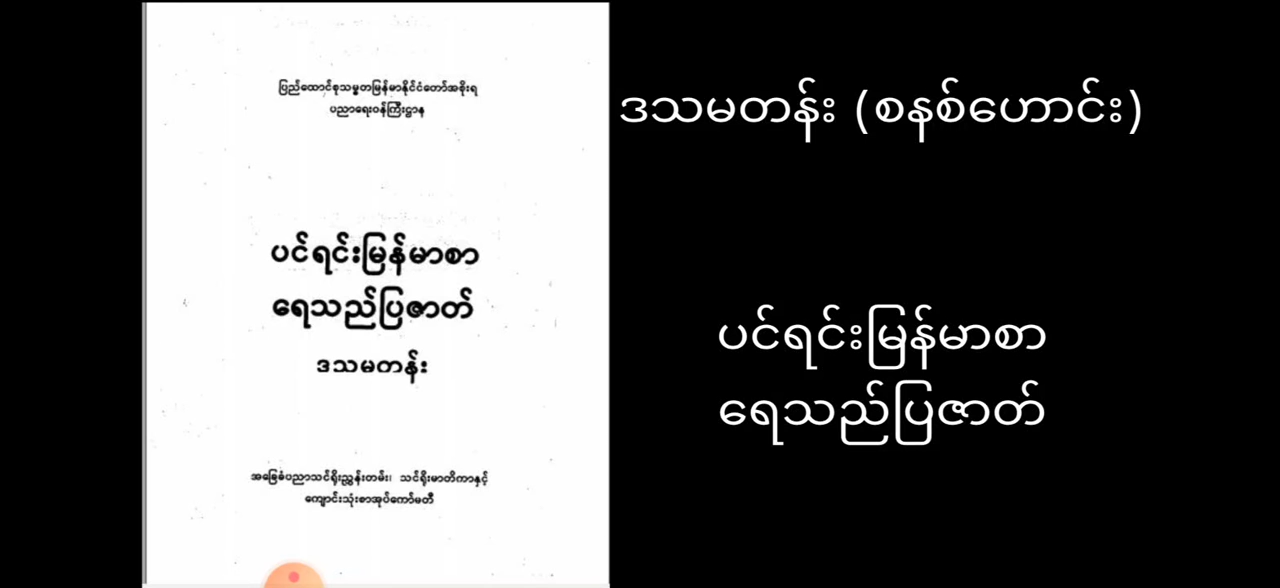 ပြည်ထောင်စုသမ္မတမြန်မာနိုင်ငံတော်အစိုးရ
ပညာရေးဝန်ကြီးဌာန
ပင်ရင်းမြန်မာစာ
ရေသည်ပြဇာတ်
ဒသမတန်း
အခြေခံပညာသင်ရိုးညွှန်းတမ်း၊ သင်ရိုးမာတိကာနှင့်
ကျောင်းသုံးစာအုပ်ကော်မတီ
ဒသမတန်း (စနစ်ဟောင်း)
ပင်ရင်းမြန်မာစာ
ရေသည်ပြဇာတ်